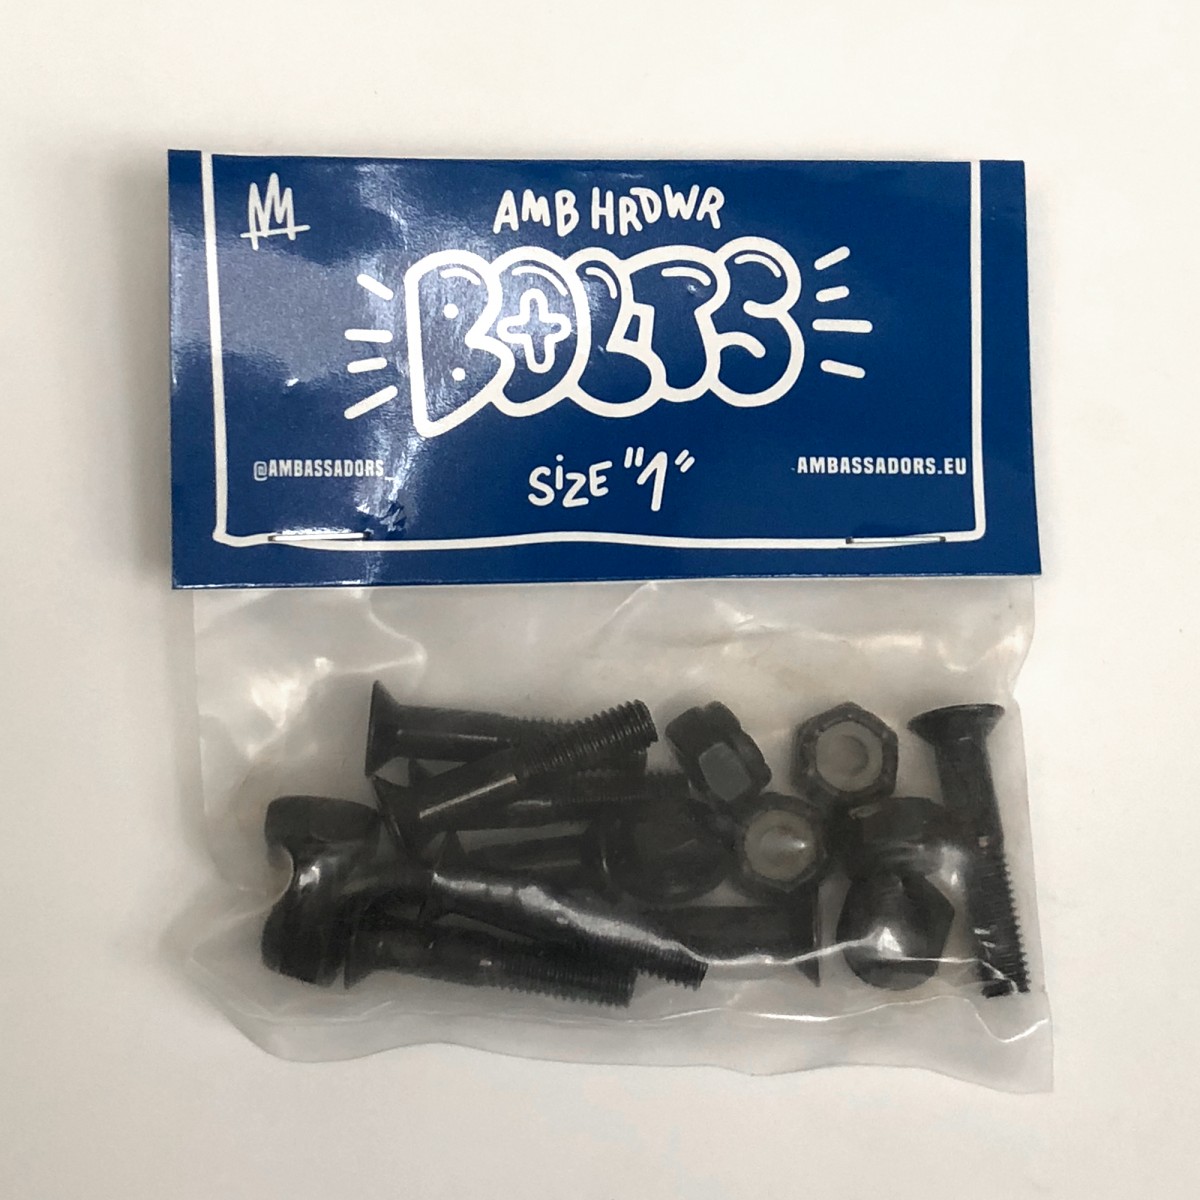 AMB HRDWR
BOLTS
SiZE "1"
@AMBASSADORS
AMBASSADORS.EU